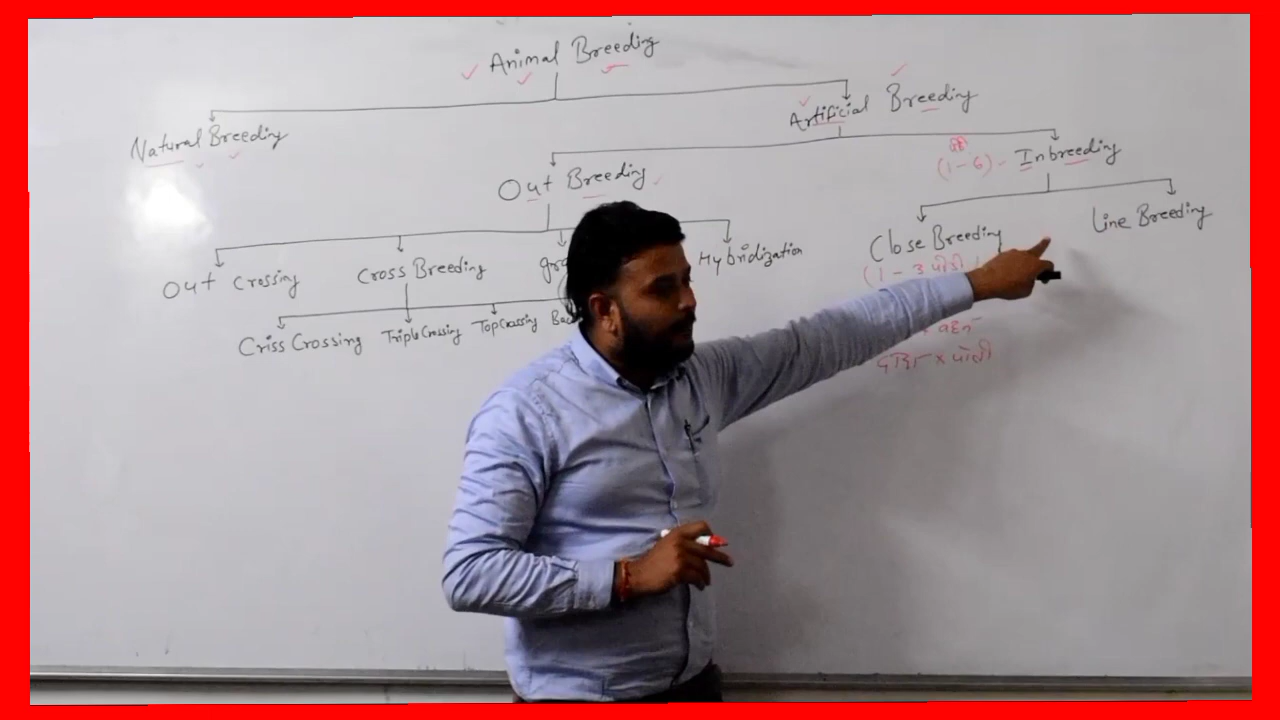 Animal Breeding
Artificial Breeding
Natural Breeding
(1-6) - Inbreeding
Out Breeding
Close Breeding
Line Breeding
Out Crossing
Cross Breeding
Hybridization
(1-3 पीढ़ी
Criss Crossing
Triple Crossing
Top Crossing
बहन
दादा × पोती